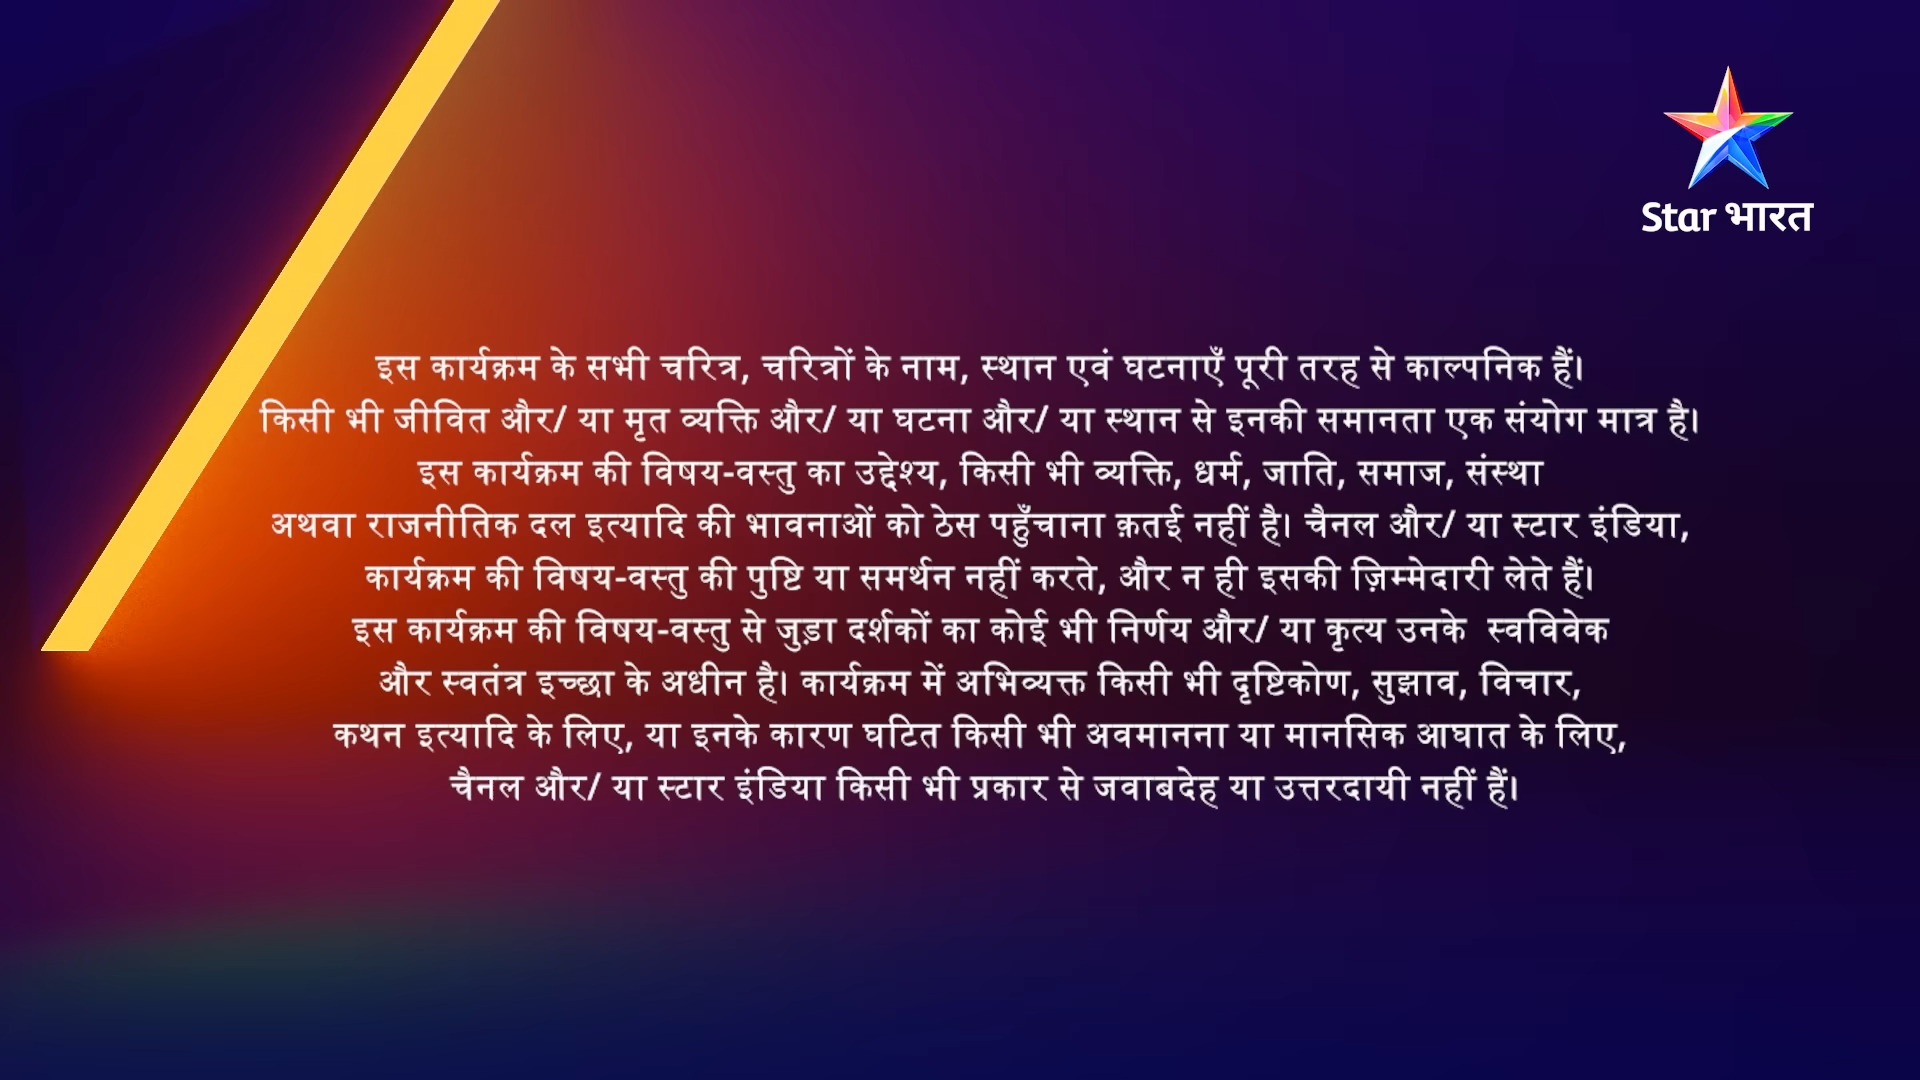 Star भारत
इस कार्यक्रम के सभी चरित्र, चरित्रों के नाम, स्थान एवं घटनाएँ पूरी तरह से काल्पनिक हैं।
किसी भी जीवित और/ या मृत व्यक्ति और/ या घटना और/ या स्थान से इनकी समानता एक संयोग मात्र है।
इस कार्यक्रम की विषय-वस्तु का उद्देश्य, किसी भी व्यक्ति, धर्म, जाति, समाज, संस्था
अथवा राजनीतिक दल इत्यादि की भावनाओं को ठेस पहुँचाना क़तई नहीं है। चैनल और/ या स्टार इंडिया,
कार्यक्रम की विषय-वस्तु की पुष्टि या समर्थन नहीं करते, और न ही इसकी ज़िम्मेदारी लेते हैं।
इस कार्यक्रम की विषय-वस्तु से जुड़ा दर्शकों का कोई भी निर्णय और/ या कृत्य उनके स्वविवेक
और स्वतंत्र इच्छा के अधीन है। कार्यक्रम में अभिव्यक्त किसी भी दृष्टिकोण, सुझाव, विचार,
कथन इत्यादि के लिए, या इनके कारण घटित किसी भी अवमानना या मानसिक आघात के लिए,
चैनल और/ या स्टार इंडिया किसी भी प्रकार से जवाबदेह या उत्तरदायी नहीं हैं।